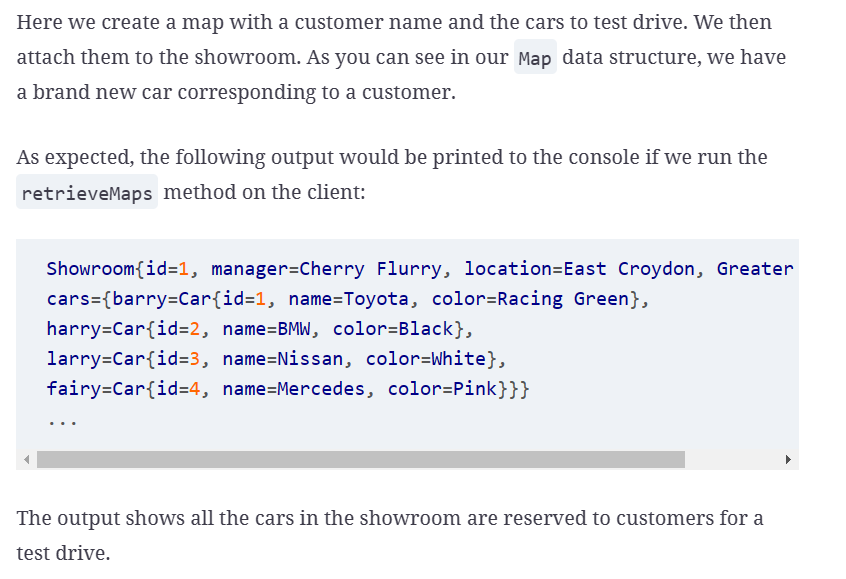 Here we create a map with a customer name and the cars to test drive. We then
attach them to the showroom. As you can see in our Map data structure, we have
a brand new car corresponding to a customer.
As expected, the following output would be printed to the console if we run the
retrieveMaps method on the client:
Showroom{id=1, manager=Cherry Flurry, location=East Croydon, Greater
cars={barry=Car{id=1, name=Toyota, color=Racing Green},
harry=Car{id=2, name=BMW, color=Black},
larry=Car{id=3, name=Nissan, color=White},
fairy=Car{id=4, name=Mercedes, color=Pink}}}
...
The output shows all the cars in the showroom are reserved to customers for a
test drive.